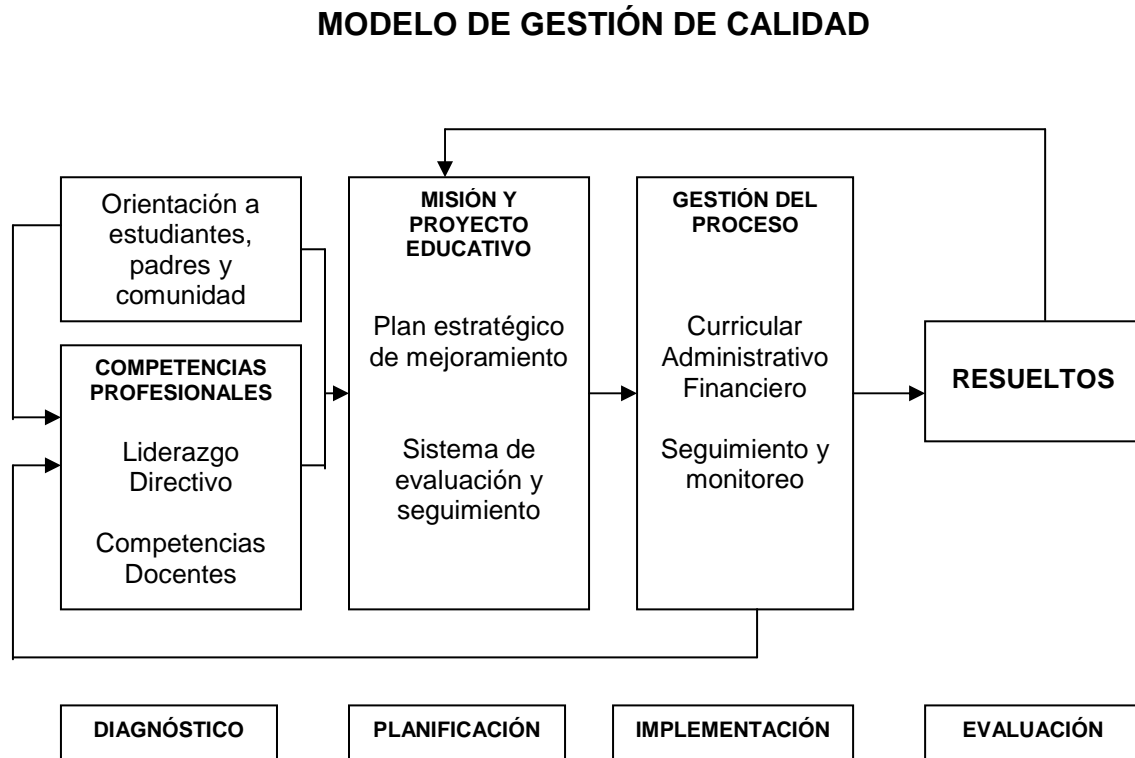 MODELO DE GESTIÓN DE CALIDAD
Orientación a
estudiantes,
padres y
comunidad
COMPETENCIAS
PROFESIONALES
Liderazgo
Directivo
Competencias
Docentes
MISIÓN Y
PROYECTO
EDUCATIVO
Plan estratégico
de mejoramiento
Sistema de
evaluación y
seguimiento
GESTIÓN DEL
PROCESO
Curricular
Administrativo
Financiero
Seguimiento y
monitoreo
RESUELTOS
DIAGNÓSTICO
PLANIFICACIÓN
IMPLEMENTACIÓN
EVALUACIÓN